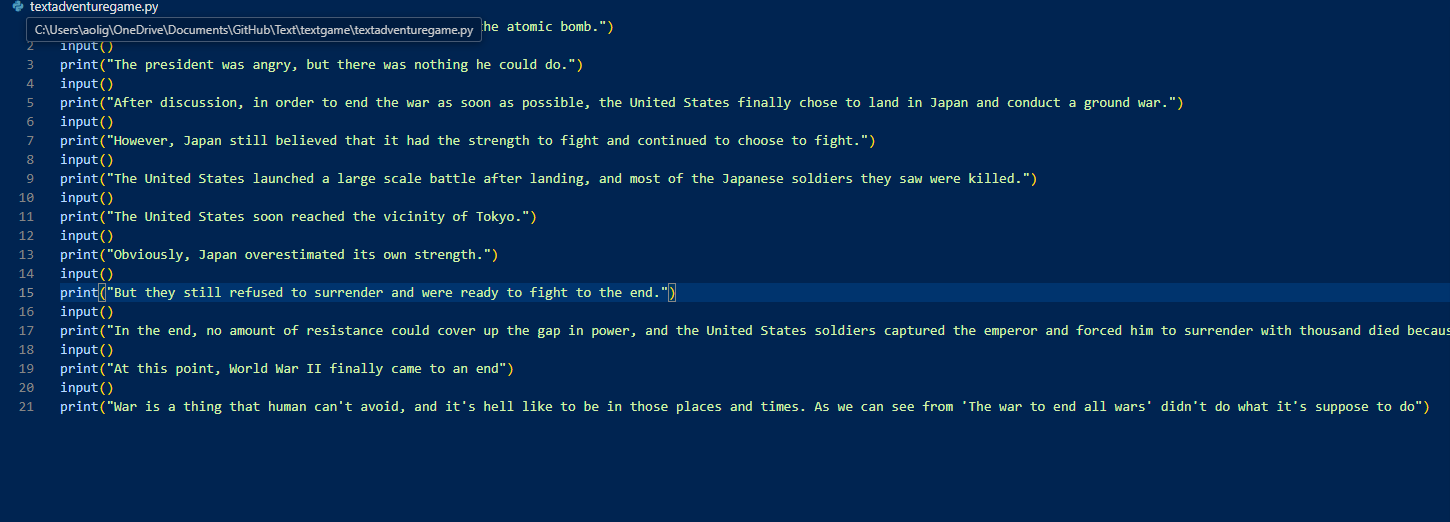 textadventuregame.py
C:\Users\aolig\OneDrive\Documents\GitHub\Text\textgame\textadventuregame.py the atomic bomb.")
2 input()
3 print("The president was angry, but there was nothing he could do.")
4 input()
5 print("After discussion, in order to end the war as soon as possible, the United States finally chose to land in Japan and conduct a ground war.")
6 input()
7 print("However, Japan still believed that it had the strength to fight and continued to choose to fight.")
8 input()
9 print("The United States launched a large scale battle after landing, and most of the Japanese soldiers they saw were killed.")
10 input()
11 print("The United States soon reached the vicinity of Tokyo.")
12 input()
13 print("Obviously, Japan overestimated its own strength.")
14 input()
15 print("But they still refused to surrender and were ready to fight to the end.")
16 input()
17 print("In the end, no amount of resistance could cover up the gap in power, and the United States soldiers captured the emperor and forced him to surrender with thousand died becaus
18 input()
19 print("At this point, World War II finally came to an end")
20 input()
21 print("War is a thing that human can't avoid, and it's hell like to be in those places and times. As we can see from 'The war to end all wars' didn't do what it's suppose to do")